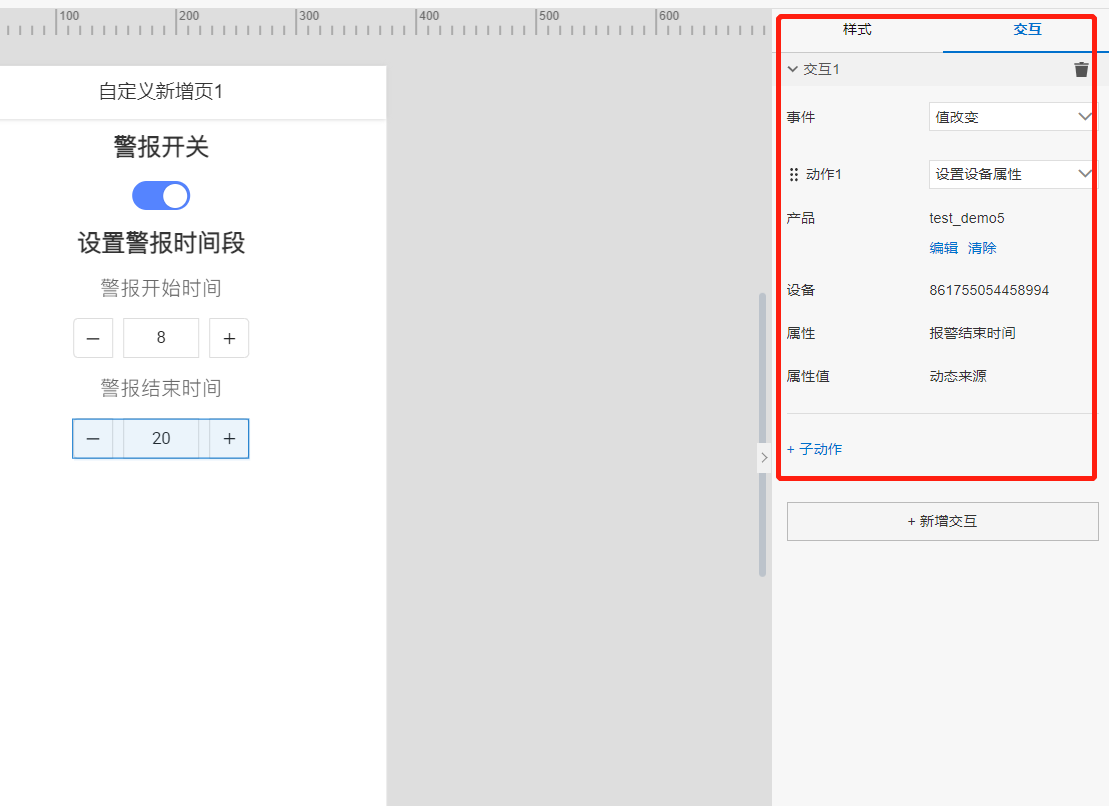 100 200 300 400 500 600
自定义新增页1
警报开关
设置警报时间段
警报开始时间
— 8 +
警报结束时间
— 20 +
样式 交互
交互1
事件 值改变
动作1 设置设备属性
产品 test_demo5
编辑 清除
设备 861755054458994
属性 报警结束时间
属性值 动态来源
+ 子动作
+ 新增交互